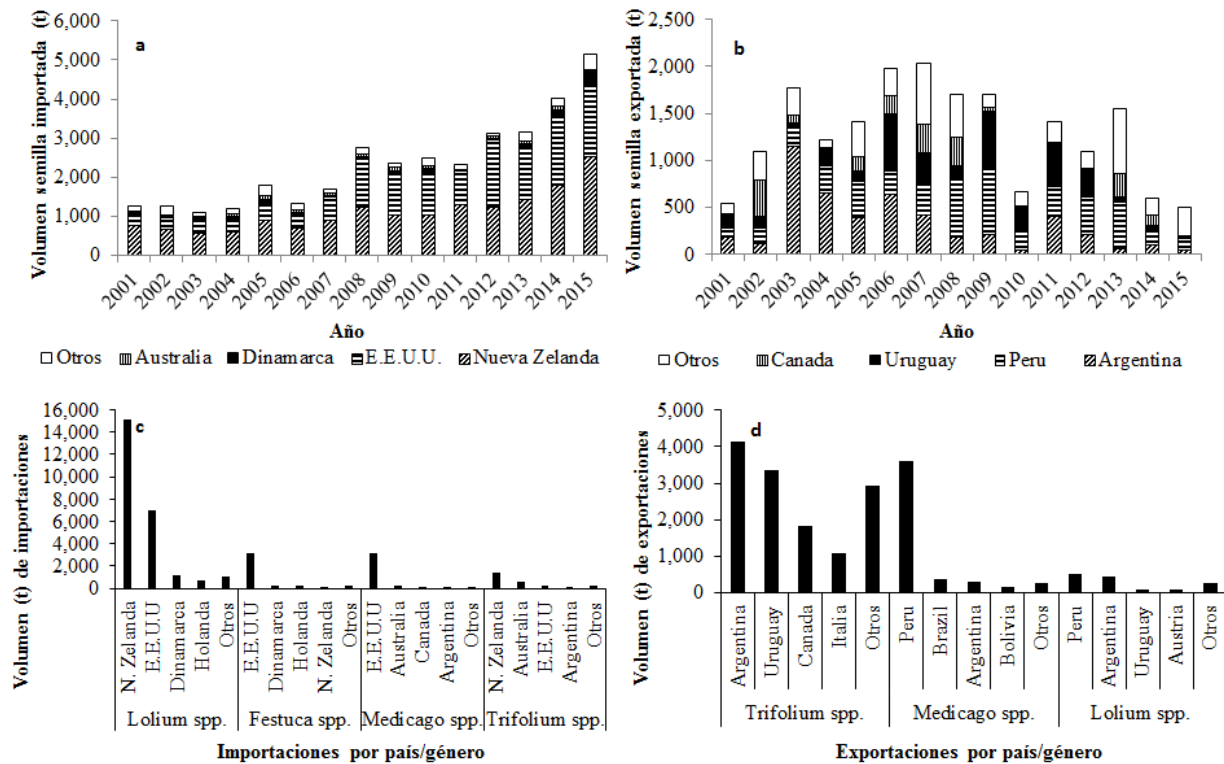 a
Volumen semilla importada (t)
6,000
5,000
4,000
3,000
2,000
1,000
0
2001 2002 2003 2004 2005 2006 2007 2008 2009 2010 2011 2012 2013 2014 2015
Año
Otros Australia Dinamarca E.E.U.U. Nueva Zelanda
b
Volumen semilla exportada (t)
2,500
2,000
1,500
1,000
500
0
2001 2002 2003 2004 2005 2006 2007 2008 2009 2010 2011 2012 2013 2014 2015
Año
Otros Canada Uruguay Peru Argentina
c
Volumen (t) de importaciones
16,000
14,000
12,000
10,000
8,000
6,000
4,000
2,000
0
N. Zelanda E.E.U.U Dinamarca Holanda Otros E.E.U.U Dinamarca Holanda N. Zelanda Otros E.E.U.U Australia Canada Argentina Otros N. Zelanda Australia E.E.U.U Argentina Otros
Lolium spp. Festuca spp. Medicago spp. Trifolium spp.
Importaciones por país/género
d
Volumen (t) de exportaciones
5,000
4,000
3,000
2,000
1,000
0
Argentina Uruguay Canada Italia Otros Peru Brazil Argentina Bolivia Otros Peru Argentina Uruguay Austria Otros
Trifolium spp. Medicago spp. Lolium spp.
Exportaciones por país/género